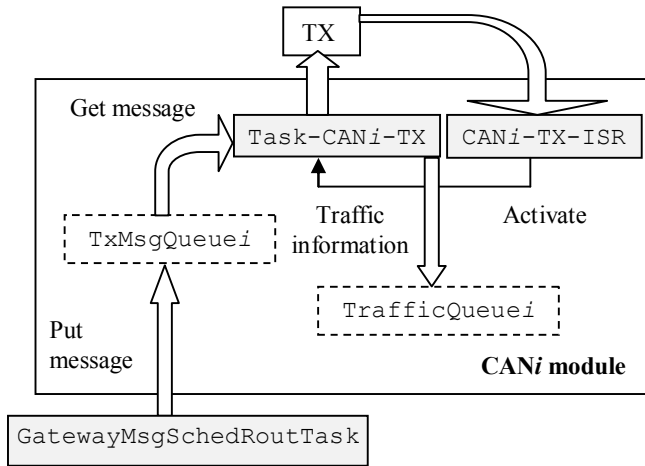 TX
Get message
Task-CANi-TX
CANi-TX-ISR
Traffic
information
Activate
TxMsgQueuei
TrafficQueuei
Put
message
CANi module
GatewayMsgSchedRoutTask